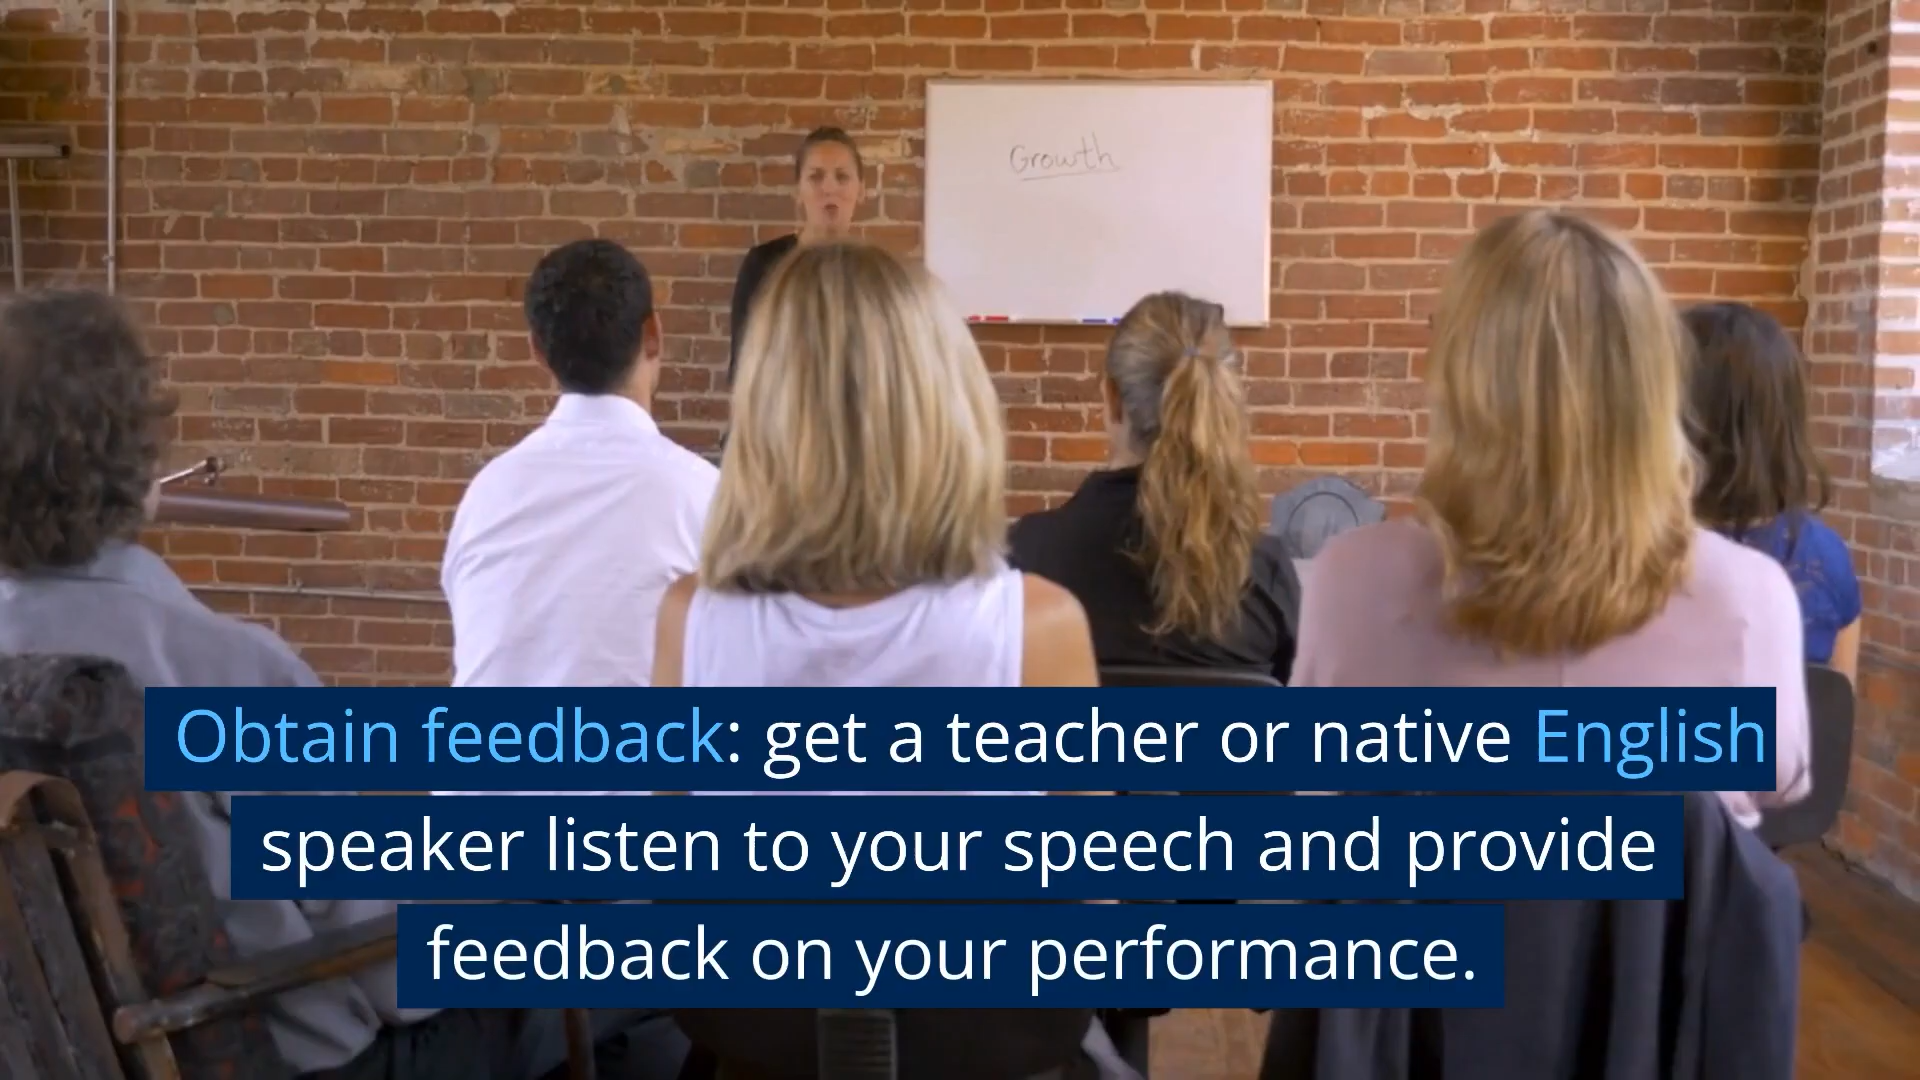 Growth
Obtain feedback: get a teacher or native English
speaker listen to your speech and provide
feedback on your performance.